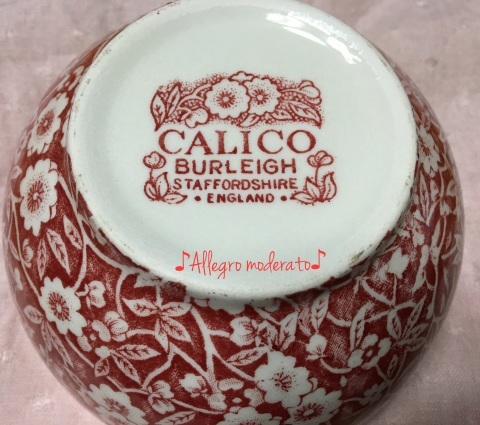 CALICO
BURLEIGH
STAFFORDSHIRE
• ENGLAND •
♪Allegro moderato♪